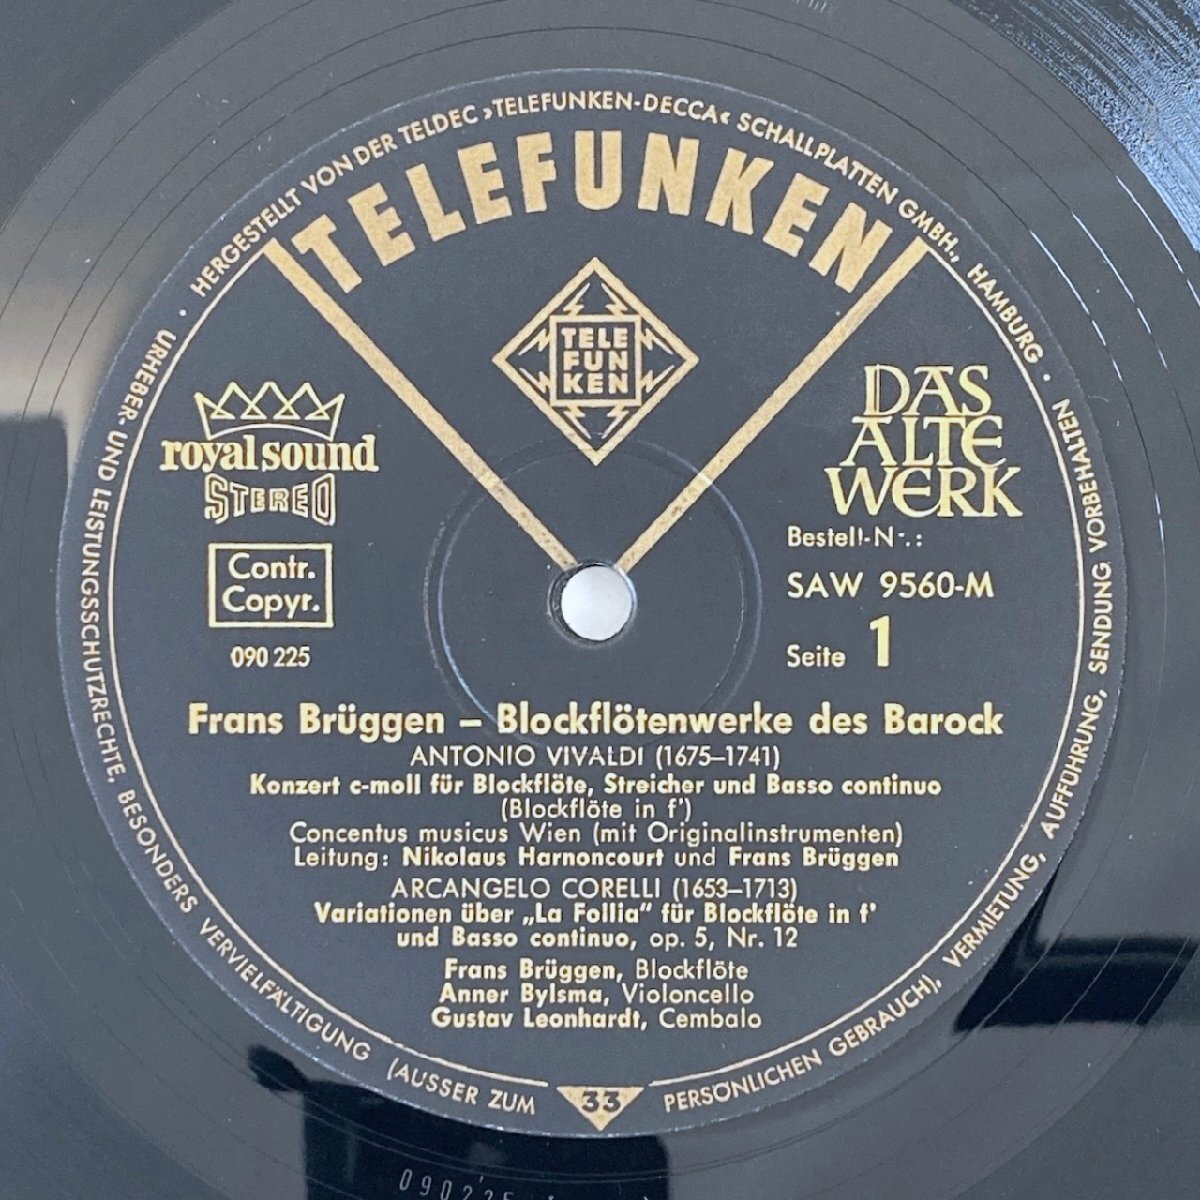 · HERGESTELLT VON DER TELDEC »TELEFUNKEN-DECCA« SCHALLPLATTEN GMBH., HAMBURG ·
URHEBER- UND LEISTUNGSSCHUTZRECHTE, BESONDERS VERVIELFÄLTIGUNG (AUSSER ZUM PERSÖNLICHEN GEBRAUCH), VERMIETUNG, AUFFÜHRUNG, SENDUNG VORBEHALTEN
TELEFUNKEN
TELE
FUN
KEN
royal sound
STEREO
Contr.
Copyr.
090 225
DAS
ALTE
WERK
Bestell-Nr.:
SAW 9560-M
Seite 1
Frans Brüggen – Blockflötenwerke des Barock
ANTONIO VIVALDI (1675–1741)
Konzert c-moll für Blockflöte, Streicher und Basso continuo
(Blockflöte in f')
Concentus musicus Wien (mit Originalinstrumenten)
Leitung: Nikolaus Harnoncourt und Frans Brüggen
ARCANGELO CORELLI (1653–1713)
Variationen über „La Follia“ für Blockflöte in f'
und Basso continuo, op. 5, Nr. 12
Frans Brüggen, Blockflöte
Anner Bylsma, Violoncello
Gustav Leonhardt, Cembalo
33